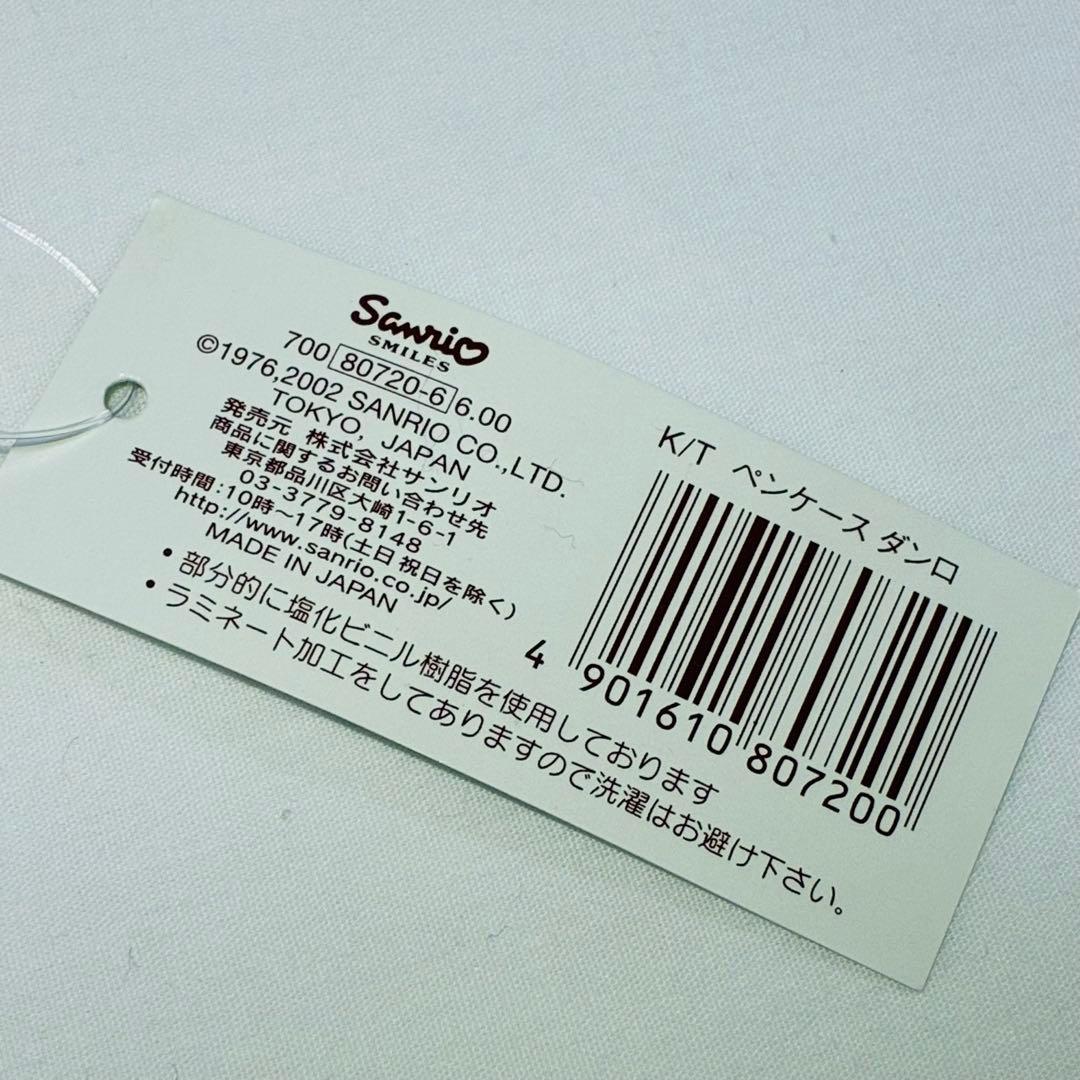 Sanrio
SMILES
700 80720-6 6.00
©1976,2002 SANRIO CO.,LTD.
TOKYO, JAPAN
発売元 株式会社サンリオ
商品に関するお問い合わせ先
東京都品川区大崎1-6-1
03-3779-8148
受付時間:10時〜17時(土日祝日を除く)
http://www.sanrio.co.jp/
MADE IN JAPAN
• 部分的に塩化ビニル樹脂を使用しております
• ラミネート加工をしてありますので洗濯はお避け下さい。
K/T ペンケース ダンロ
4 901610 807200